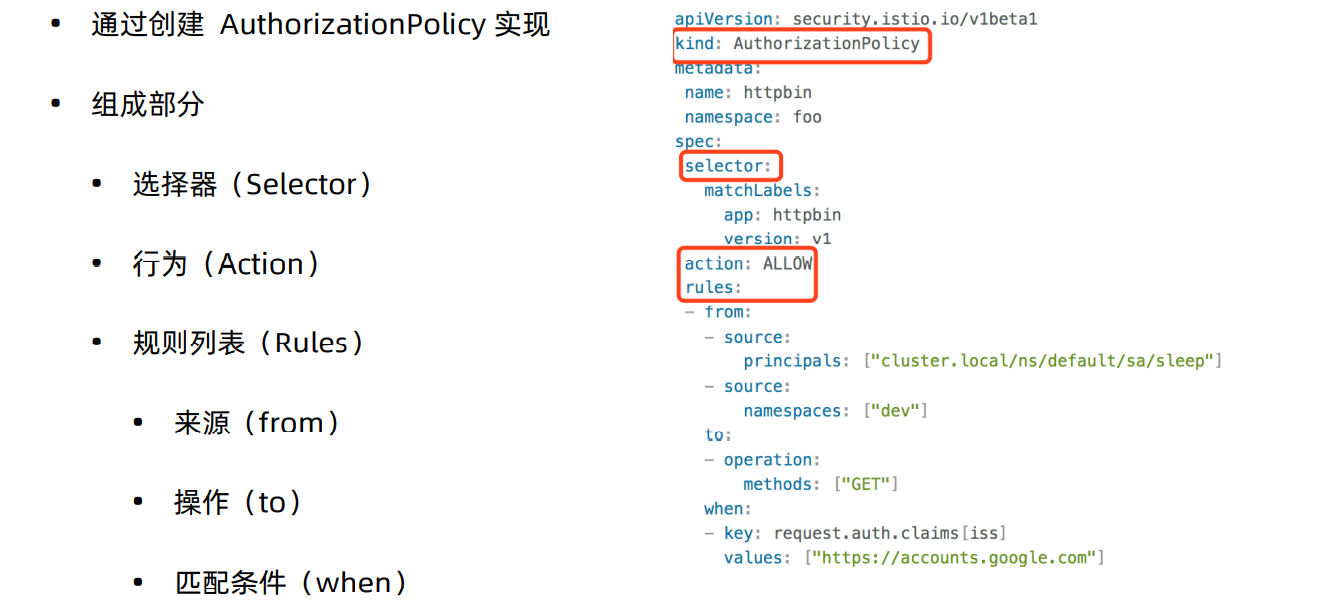 • 通过创建 AuthorizationPolicy 实现
• 组成部分
• 选择器（Selector）
• 行为（Action）
• 规则列表（Rules）
• 来源（from）
• 操作（to）
• 匹配条件（when）
apiVersion: security.istio.io/v1beta1
kind: AuthorizationPolicy
metadata:
 name: httpbin
 namespace: foo
spec:
 selector:
   matchLabels:
     app: httpbin
     version: v1
 action: ALLOW
 rules:
 – from:
   – source:
       principals: ["cluster.local/ns/default/sa/sleep"]
   – source:
       namespaces: ["dev"]
   to:
   – operation:
       methods: ["GET"]
   when:
   – key: request.auth.claims[iss]
     values: ["https://accounts.google.com"]